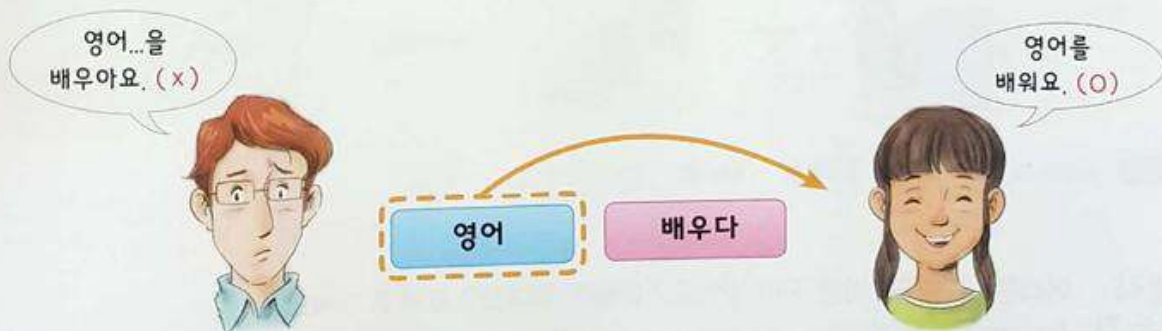 영어...을
배우아요. (×)
영어를
배워요. (○)
영어
배우다